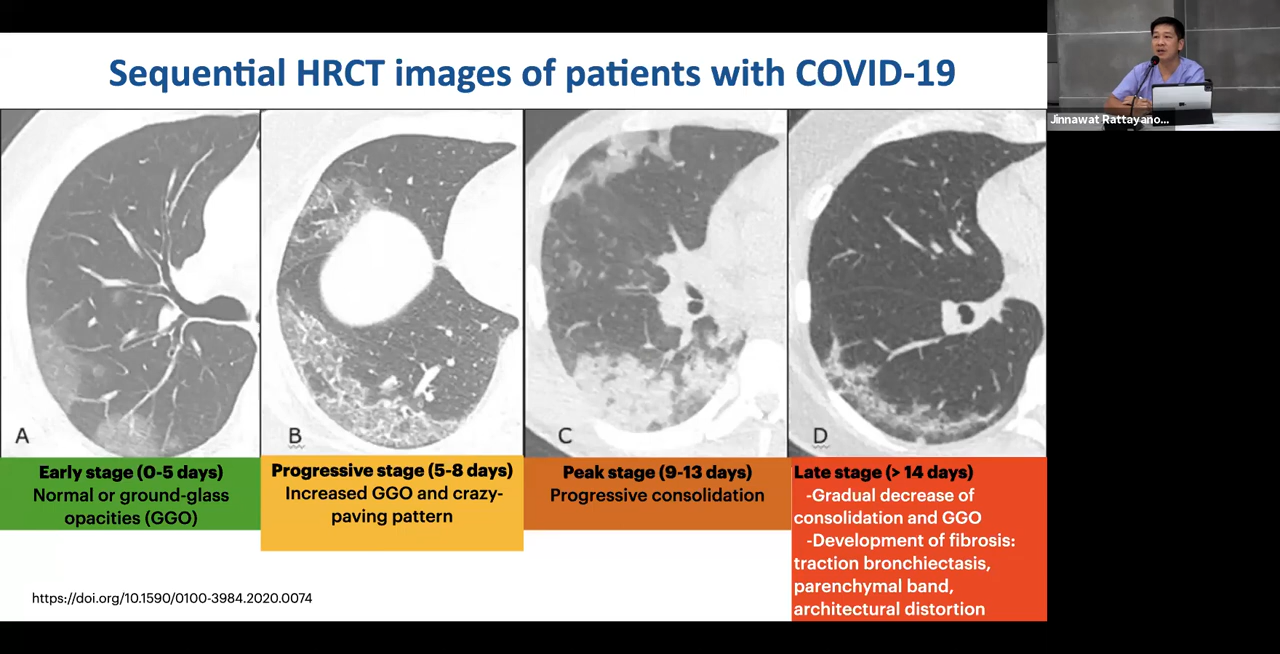 Sequential HRCT images of patients with COVID-19
Jinnawat Rattayano...
A
B
C
D
Early stage (0-5 days)
Normal or ground-glass
opacities (GGO)
Progressive stage (5-8 days)
Increased GGO and crazy-
paving pattern
Peak stage (9-13 days)
Progressive consolidation
Late stage (> 14 days)
-Gradual decrease of
consolidation and GGO
-Development of fibrosis:
traction bronchiectasis,
parenchymal band,
architectural distortion
https://doi.org/10.1590/0100-3984.2020.0074